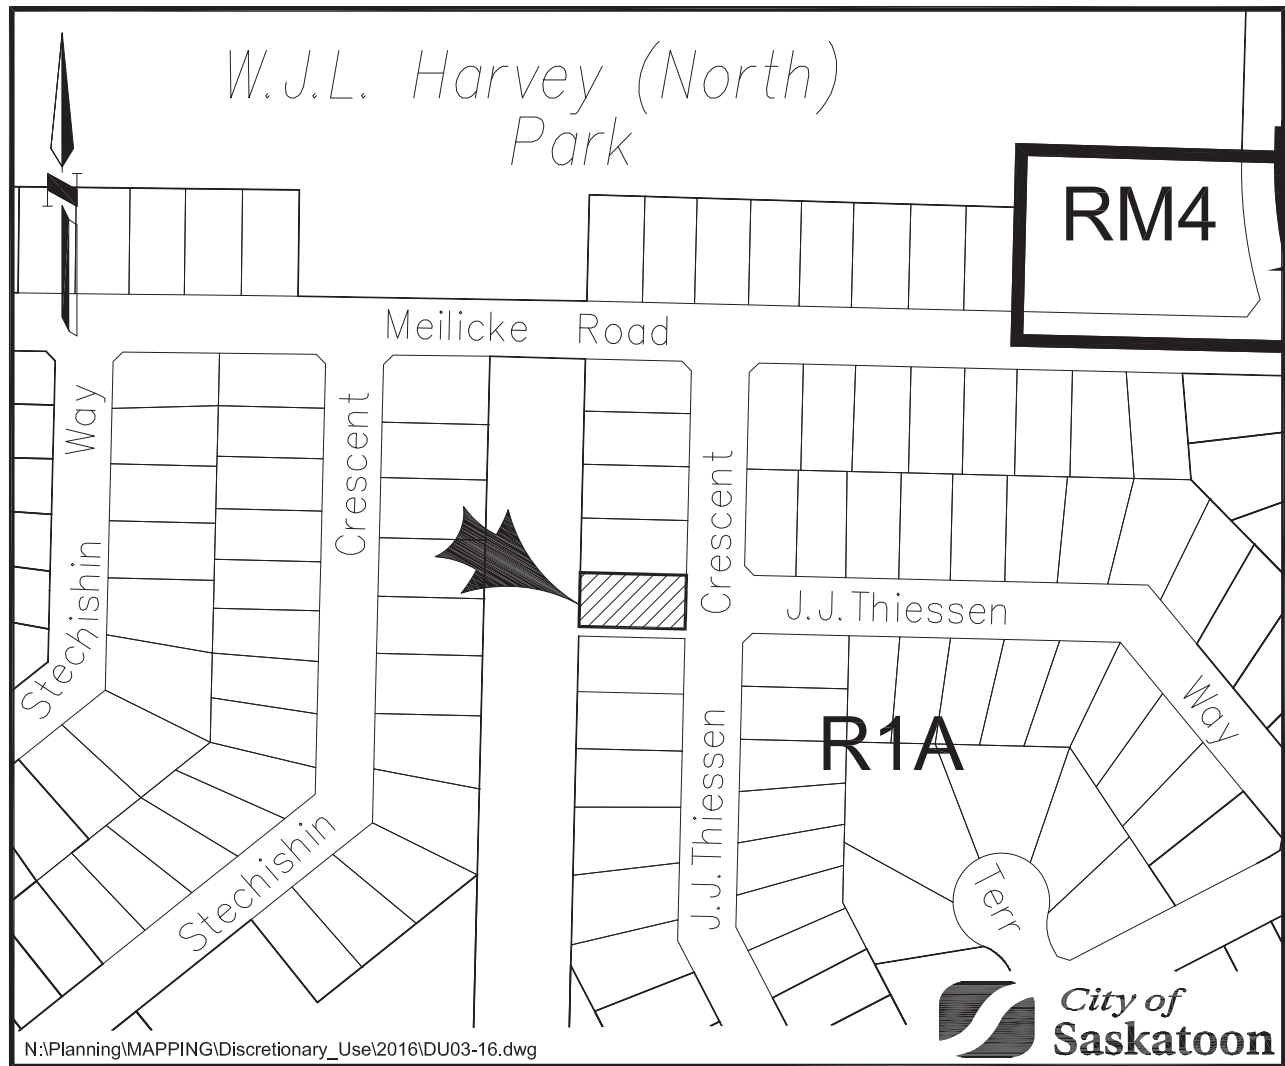 W.J.L. Harvey (North)
Park
RM4
Meilicke Road
Way
Stechishin
Crescent
Stechishin
Crescent
J.J.Thiessen
J.J.Thiessen
Way
R1A
Terr
City of
Saskatoon
N:\Planning\MAPPING\Discretionary_Use\2016\DU03-16.dwg